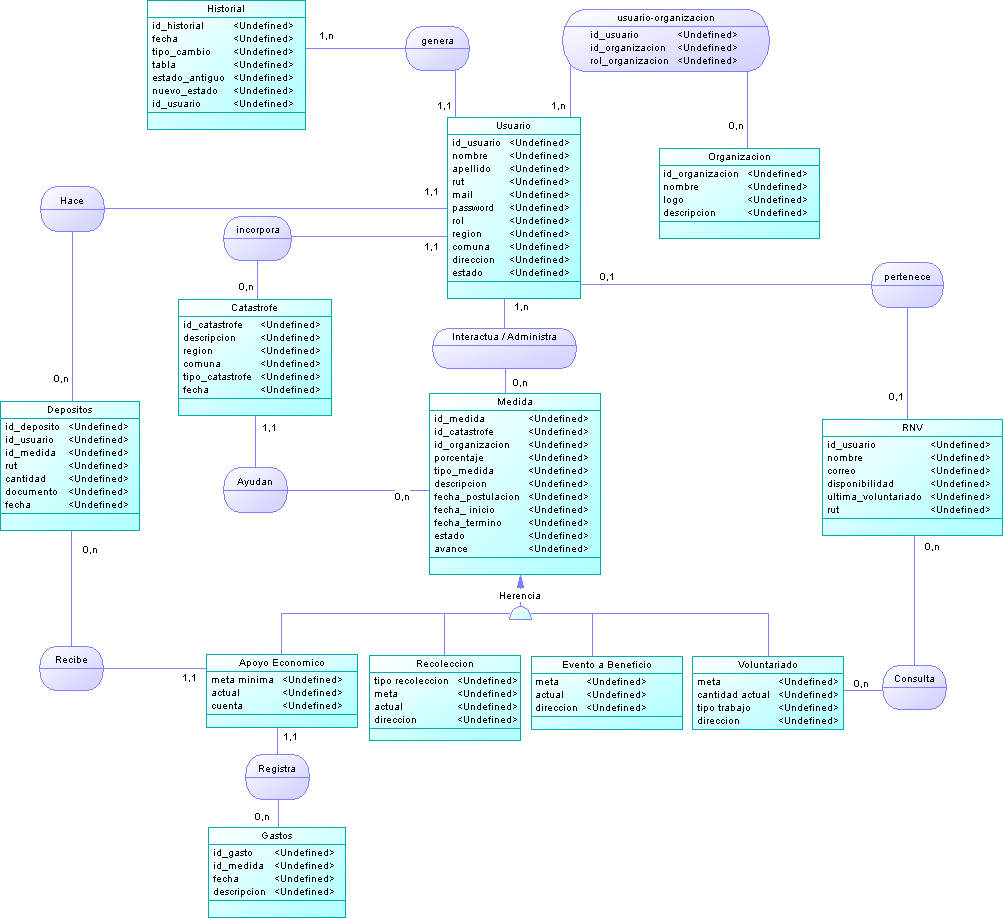 Historial
id_historial <Undefined>
fecha <Undefined>
tipo_cambio <Undefined>
tabla <Undefined>
estado_antiguo <Undefined>
nuevo_estado <Undefined>
id_usuario <Undefined>
1,n
genera
1,1
usuario-organizacion
id_usuario <Undefined>
id_organizacion <Undefined>
rol_organizacion <Undefined>
1,n
0,n
Usuario
id_usuario <Undefined>
nombre <Undefined>
apellido <Undefined>
rut <Undefined>
mail <Undefined>
password <Undefined>
rol <Undefined>
region <Undefined>
comuna <Undefined>
direccion <Undefined>
estado <Undefined>
Organizacion
id_organizacion <Undefined>
nombre <Undefined>
logo <Undefined>
descripcion <Undefined>
Hace
1,1
incorpora
1,1
0,n
0,1
pertenece
0,1
1,n
Interactua / Administra
0,n
Catastrofe
id_catastrofe <Undefined>
descripcion <Undefined>
region <Undefined>
comuna <Undefined>
tipo_catastrofe <Undefined>
fecha <Undefined>
0,n
Depositos
id_deposito <Undefined>
id_usuario <Undefined>
id_medida <Undefined>
rut <Undefined>
cantidad <Undefined>
documento <Undefined>
fecha <Undefined>
Medida
id_medida <Undefined>
id_catastrofe <Undefined>
id_organizacion <Undefined>
porcentaje <Undefined>
tipo_medida <Undefined>
descripcion <Undefined>
fecha_postulacion <Undefined>
fecha_ inicio <Undefined>
fecha_termino <Undefined>
estado <Undefined>
avance <Undefined>
RNV
id_usuario <Undefined>
nombre <Undefined>
correo <Undefined>
disponibilidad <Undefined>
ultima_voluntariado <Undefined>
rut <Undefined>
1,1
Ayudan
0,n
0,n
0,n
Herencia
Recibe
1,1
Apoyo Economico
meta minima <Undefined>
actual <Undefined>
cuenta <Undefined>
Recoleccion
tipo recoleccion <Undefined>
meta <Undefined>
actual <Undefined>
direccion <Undefined>
Evento a Beneficio
meta <Undefined>
actual <Undefined>
direccion <Undefined>
Voluntariado
meta <Undefined>
cantidad actual <Undefined>
tipo trabajo <Undefined>
direccion <Undefined>
0,n
Consulta
1,1
Registra
0,n
Gastos
id_gasto <Undefined>
id_medida <Undefined>
fecha <Undefined>
descripcion <Undefined>